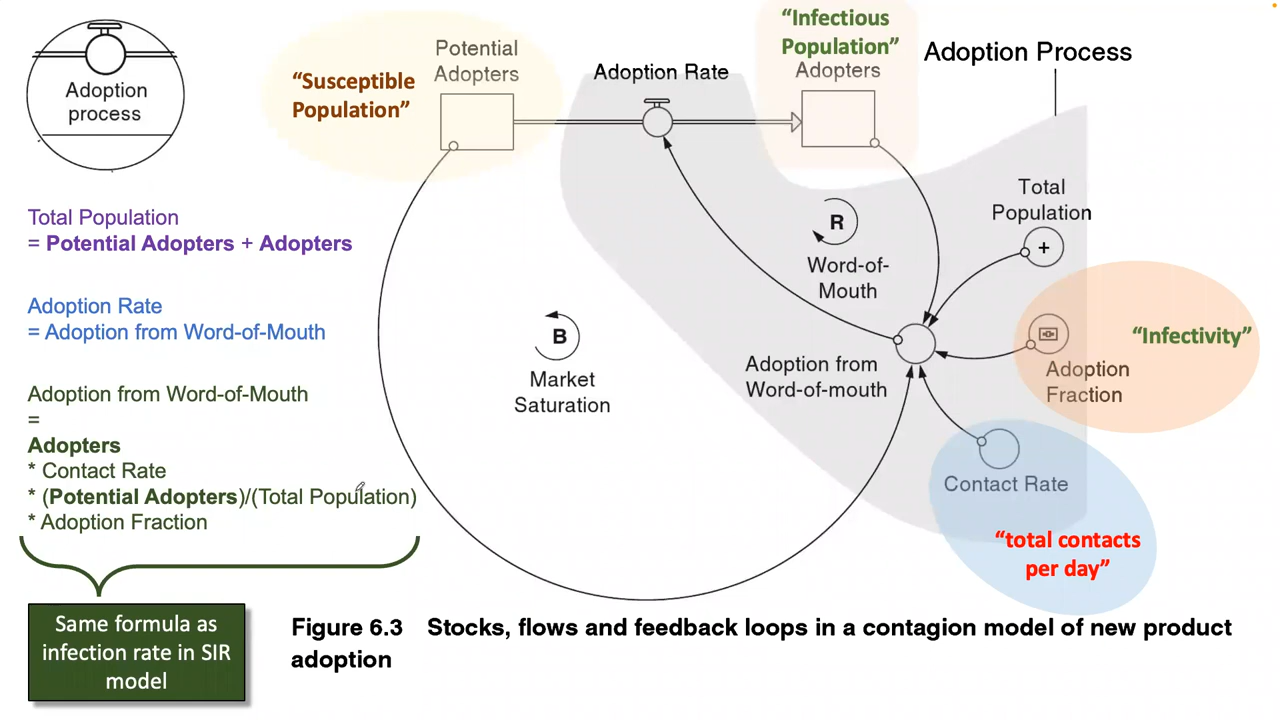 Adoption
process
"Susceptible
Population"
Potential
Adopters
Adoption Rate
"Infectious
Population"
Adopters
Adoption Process
Total Population
= Potential Adopters + Adopters
Adoption Rate
= Adoption from Word-of-Mouth
Adoption from Word-of-Mouth
=
Adopters
* Contact Rate
* (Potential Adopters)/(Total Population)
* Adoption Fraction
Same formula as
infection rate in SIR
model
B
Market
Saturation
R
Word-of-
Mouth
Total
Population
+
Adoption from
Word-of-mouth
"Infectivity"
Adoption
Fraction
Contact Rate
"total contacts
per day"
Figure 6.3 Stocks, flows and feedback loops in a contagion model of new product
adoption